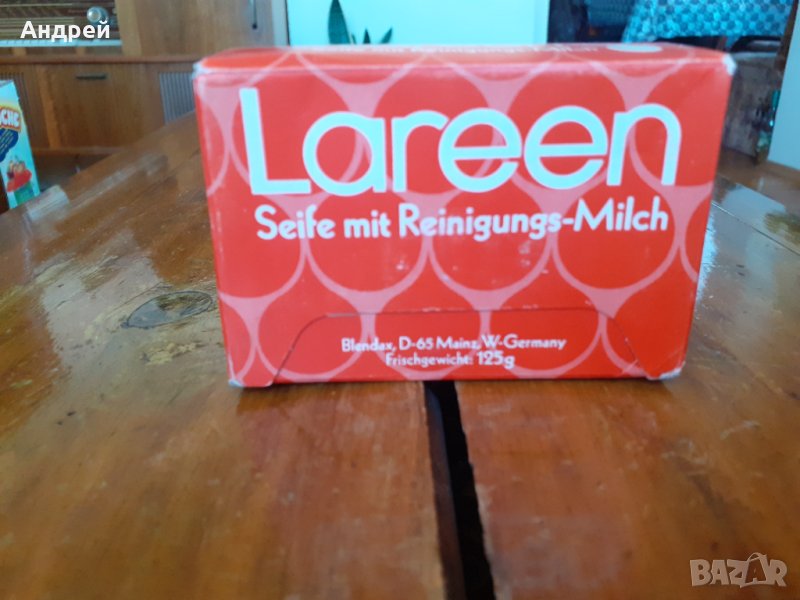 Андрей
Lareen
Seife mit Reinigungs-Milch
Blendax, D-65 Mainz, W-Germany
Frischgewicht: 125g
BAZAR